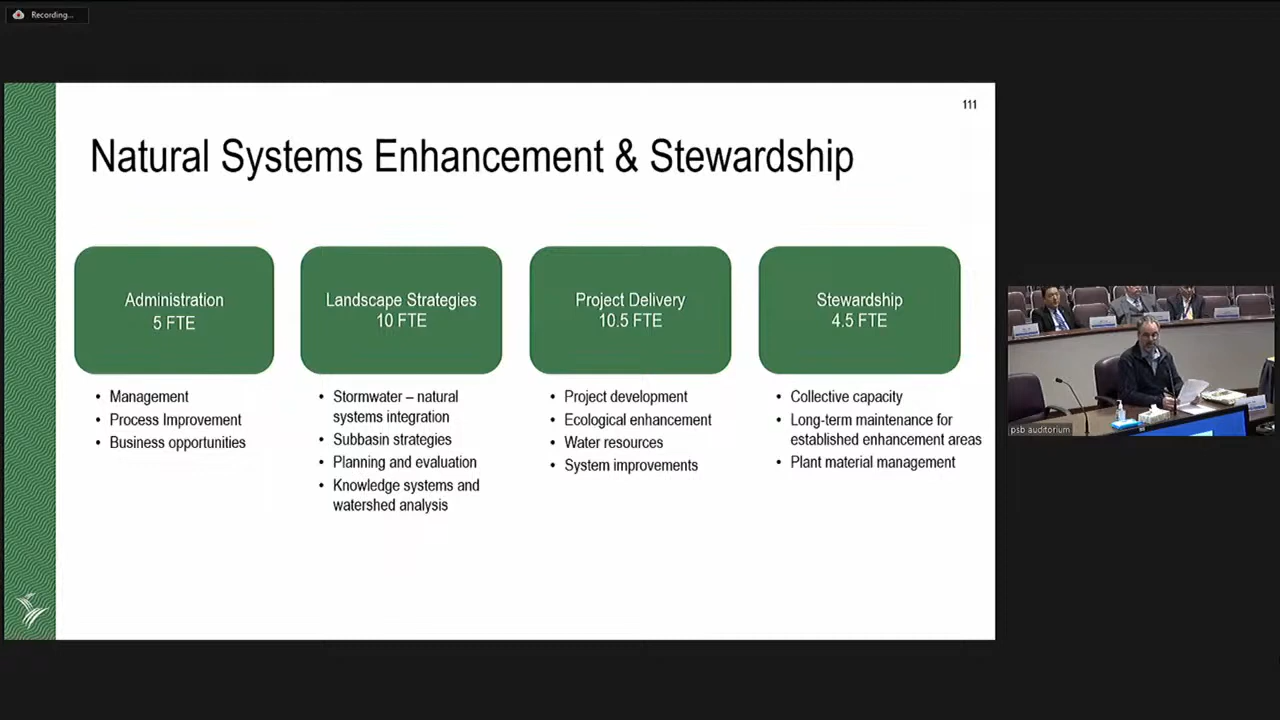 Recording...
111
Natural Systems Enhancement & Stewardship
Administration
5 FTE
• Management
• Process Improvement
• Business opportunities
Landscape Strategies
10 FTE
• Stormwater – natural
systems integration
• Subbasin strategies
• Planning and evaluation
• Knowledge systems and
watershed analysis
Project Delivery
10.5 FTE
• Project development
• Ecological enhancement
• Water resources
• System improvements
Stewardship
4.5 FTE
• Collective capacity
• Long-term maintenance for
established enhancement areas
• Plant material management
psb auditorium